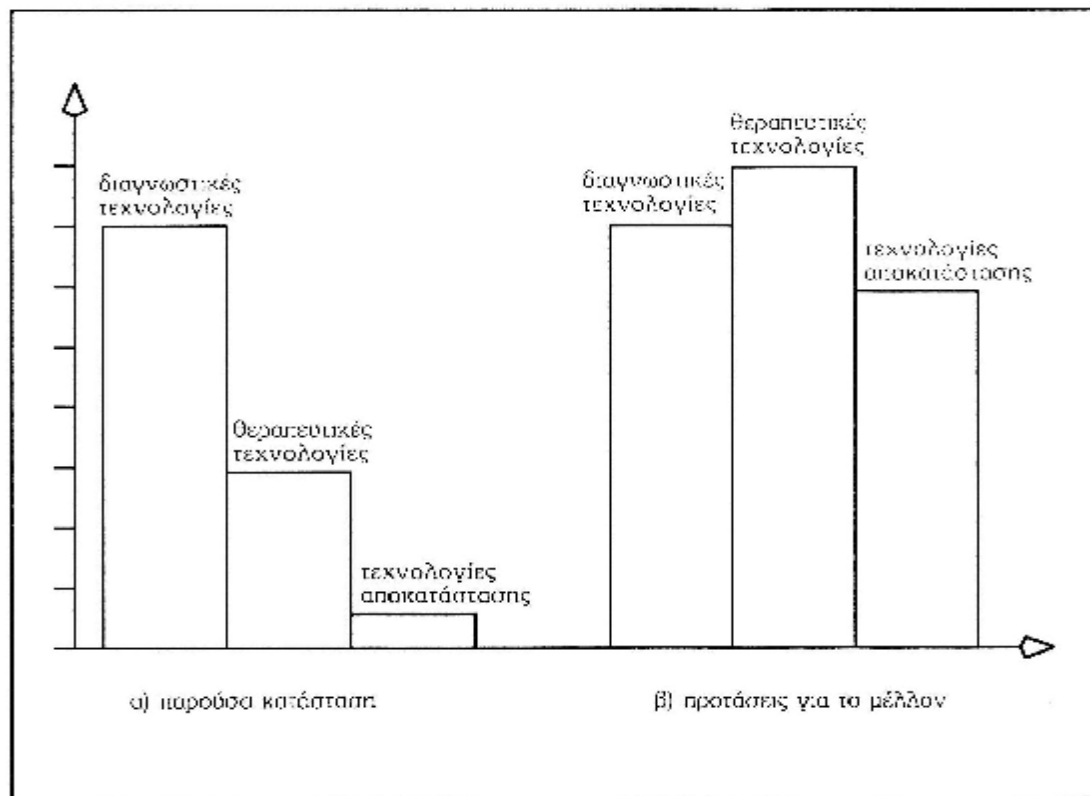 διαγνωστικές
τεχνολογίες
θεραπευτικές
τεχνολογίες
τεχνολογίες
αποκατάστασης
διαγνωστικές
τεχνολογίες
θεραπευτικές
τεχνολογίες
τεχνολογίες
αποκατάστασης
α) παρούσα κατάσταση
β) προτάσεις για το μέλλον